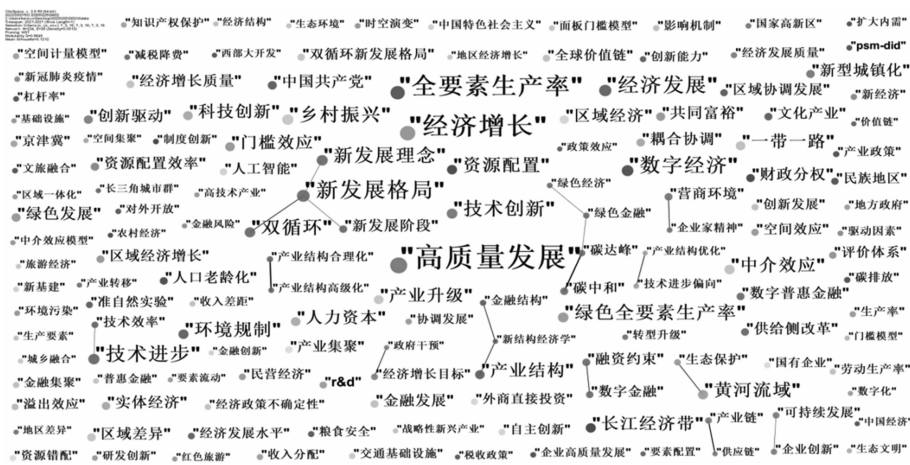 "知识产权保护"
"经济结构"
"生态环境"
"时空演变"
"中国特色社会主义"
"面板门槛模型"
"影响机制"
"国家高新区"
"扩大内需"
"空间计量模型"
"减税降费"
"西部大开发"
"双循环新发展格局"
"地区经济增长"
"全球价值链"
"创新能力"
"经济发展质量"
"psm-did"
"新冠肺炎疫情"
"经济增长质量"
"中国共产党"
"全要素生产率"
"经济发展"
"区域协调发展"
"新型城镇化"
"杠杆率"
"新经济"
"基础设施"
"创新驱动"
"科技创新"
"乡村振兴"
"经济增长"
"区域经济"
"共同富裕"
"文化产业"
"价值链"
"京津冀"
"空间集聚"
"制度创新"
"门槛效应"
"新发展理念"
"政策效应"
"耦合协调"
"一带一路"
"产业政策"
"文旅融合"
"资源配置效率"
"人工智能"
"资源配置"
"数字经济"
"财政分权"
"民族地区"
"区域一体化"
"长三角城市群"
"高技术产业"
"新发展格局"
"绿色经济"
"营商环境"
"绿色发展"
"对外开放"
"金融风险"
"双循环"
"新发展阶段"
"技术创新"
"绿色金融"
"企业家精神"
"创新发展"
"地方政府"
"农村经济"
"空间效应"
"驱动因素"
"中介效应模型"
"区域经济增长"
"产业结构合理化"
"高质量发展"
"碳达峰"
"产业结构优化"
"评价体系"
"旅游经济"
"人口老龄化"
"中介效应"
"碳排放"
"新基建"
"产业转移"
"产业结构高级化"
"产业升级"
"金融结构"
"碳中和"
"技术进步偏向"
"数字普惠金融"
"环境污染"
"准自然实验"
"收入差距"
"人力资本"
"协调发展"
"绿色全要素生产率"
"生产率"
"生产要素"
"技术效率"
"环境规制"
"新结构经济学"
"转型升级"
"供给侧改革"
"门槛模型"
"城乡融合"
"技术进步"
"金融创新"
"产业集聚"
"政府干预"
"融资约束"
"生态保护"
"国有企业"
"劳动生产率"
"金融集聚"
"普惠金融"
"要素流动"
"民营经济"
"r&d"
"经济增长目标"
"产业结构"
"数字金融"
"黄河流域"
"数字化"
"溢出效应"
"实体经济"
"经济政策不确定性"
"金融发展"
"外商直接投资"
"长江经济带"
"产业链"
"可持续发展"
"中国经济"
"地区差异"
"区域差异"
"经济发展水平"
"粮食安全"
"战略性新兴产业"
"自主创新"
"资源错配"
"研发创新"
"红色旅游"
"收入分配"
"交通基础设施"
"税收政策"
"企业高质量发展"
"要素配置"
"供应链"
"企业创新"
"生态文明"